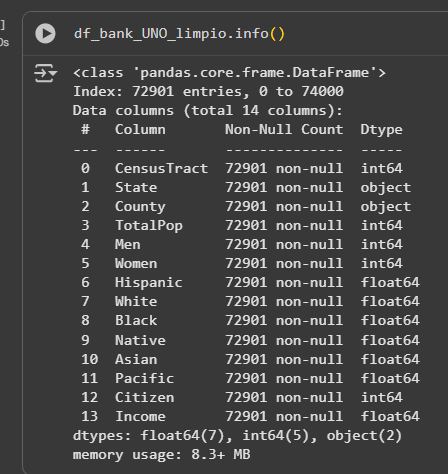 ]
0s
df_bank_UNO_limpio.info()
<class 'pandas.core.frame.DataFrame'>
Index: 72901 entries, 0 to 74000
Data columns (total 14 columns):
 #   Column       Non-Null Count  Dtype
---  ------       --------------  -----
 0   CensusTract  72901 non-null  int64
 1   State        72901 non-null  object
 2   County       72901 non-null  object
 3   TotalPop     72901 non-null  int64
 4   Men          72901 non-null  int64
 5   Women        72901 non-null  int64
 6   Hispanic     72901 non-null  float64
 7   White        72901 non-null  float64
 8   Black        72901 non-null  float64
 9   Native       72901 non-null  float64
 10  Asian        72901 non-null  float64
 11  Pacific      72901 non-null  float64
 12  Citizen      72901 non-null  int64
 13  Income       72901 non-null  float64
dtypes: float64(7), int64(5), object(2)
memory usage: 8.3+ MB